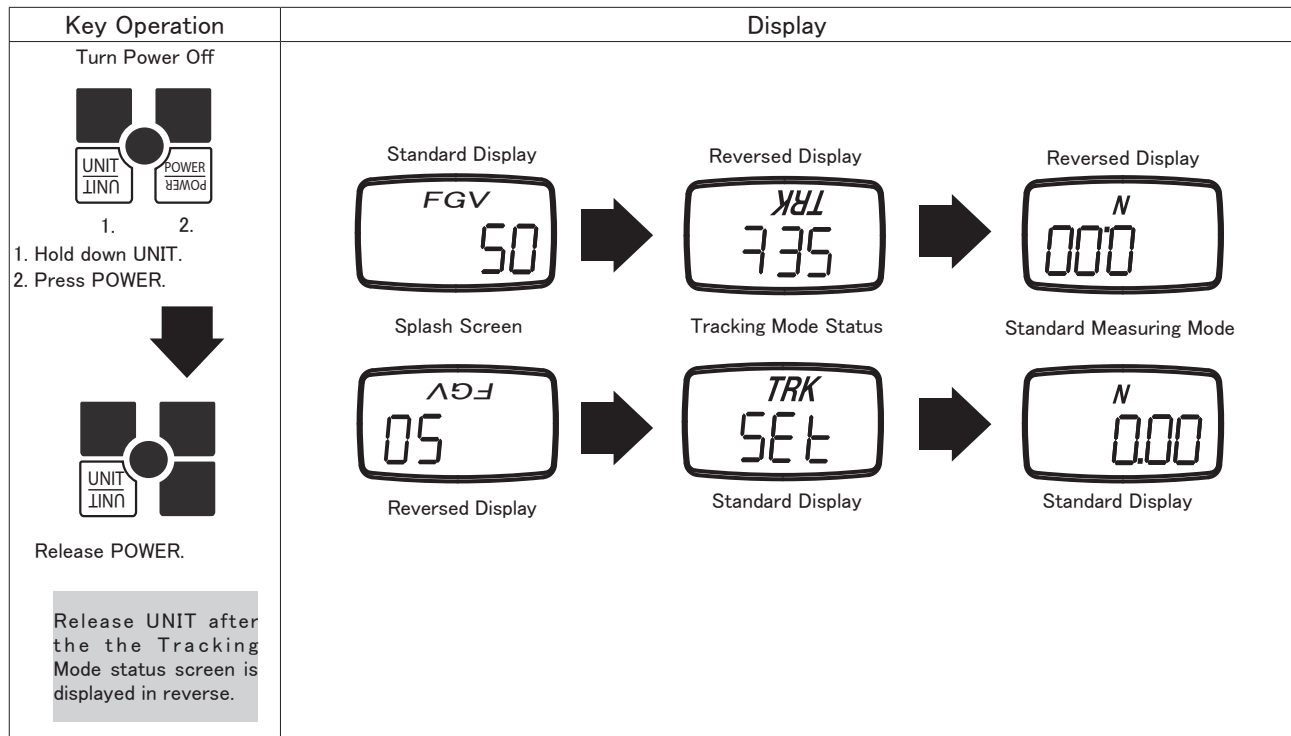 Key Operation
Display
Turn Power Off
UNIT
UNIT
POWER
POWER
1. 2.
1. Hold down UNIT.
2. Press POWER.
UNIT
UNIT
Release POWER.
Release UNIT after
the the Tracking
Mode status screen is
displayed in reverse.
Standard Display
Reversed Display
Reversed Display
FGV
50
TRK
SEt
N
0.00
Splash Screen
Tracking Mode Status
Standard Measuring Mode
FGV
50
TRK
SEt
N
0.00
Reversed Display
Standard Display
Standard Display